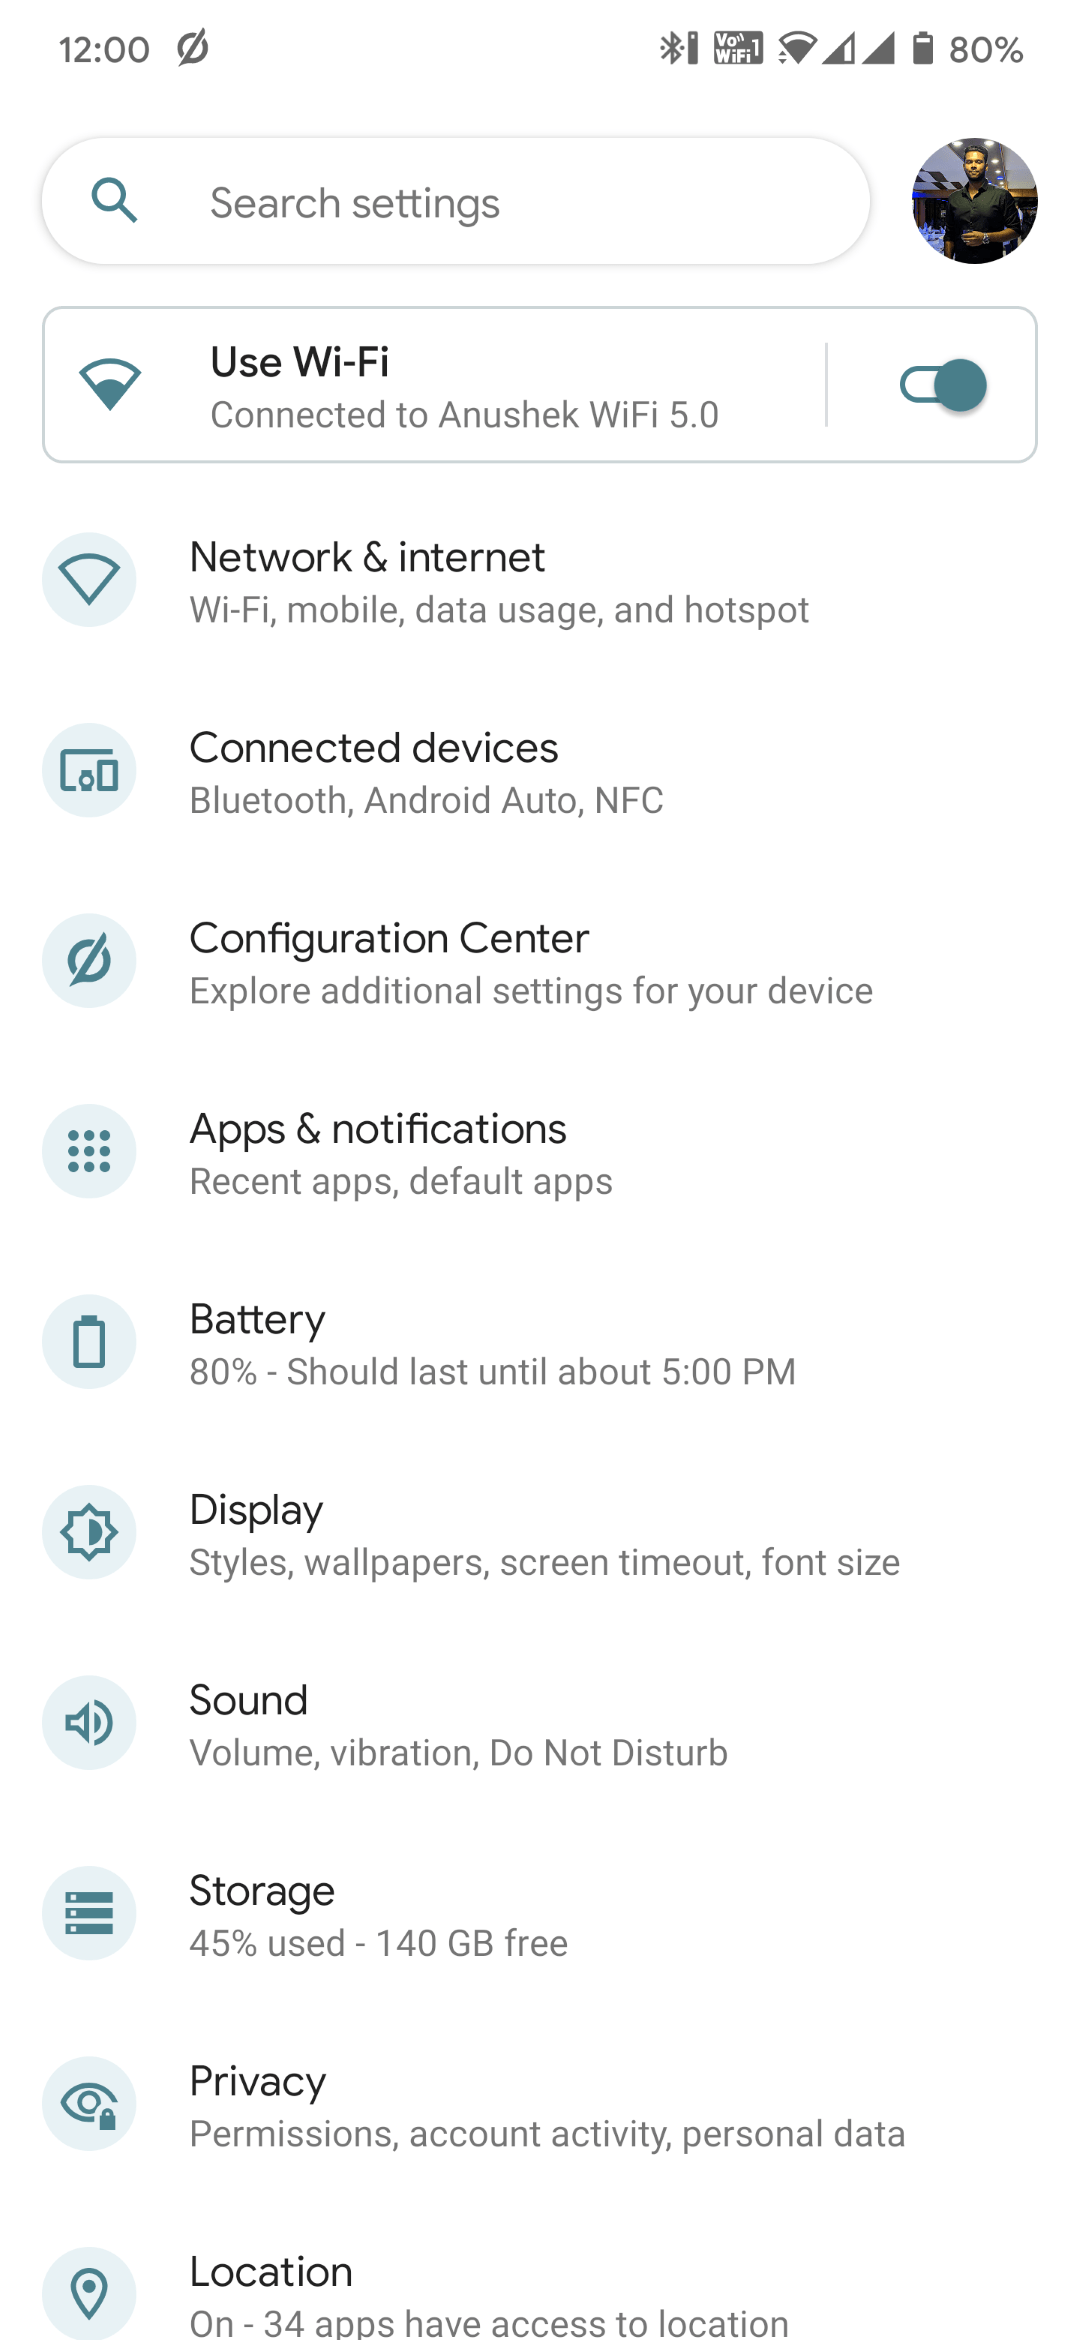 12:00
Vo)) WiFi 1
80%
Search settings
Use Wi-Fi
Connected to Anushek WiFi 5.0
Network & internet
Wi-Fi, mobile, data usage, and hotspot
Connected devices
Bluetooth, Android Auto, NFC
Configuration Center
Explore additional settings for your device
Apps & notifications
Recent apps, default apps
Battery
80% - Should last until about 5:00 PM
Display
Styles, wallpapers, screen timeout, font size
Sound
Volume, vibration, Do Not Disturb
Storage
45% used - 140 GB free
Privacy
Permissions, account activity, personal data
Location
On - 34 apps have access to location